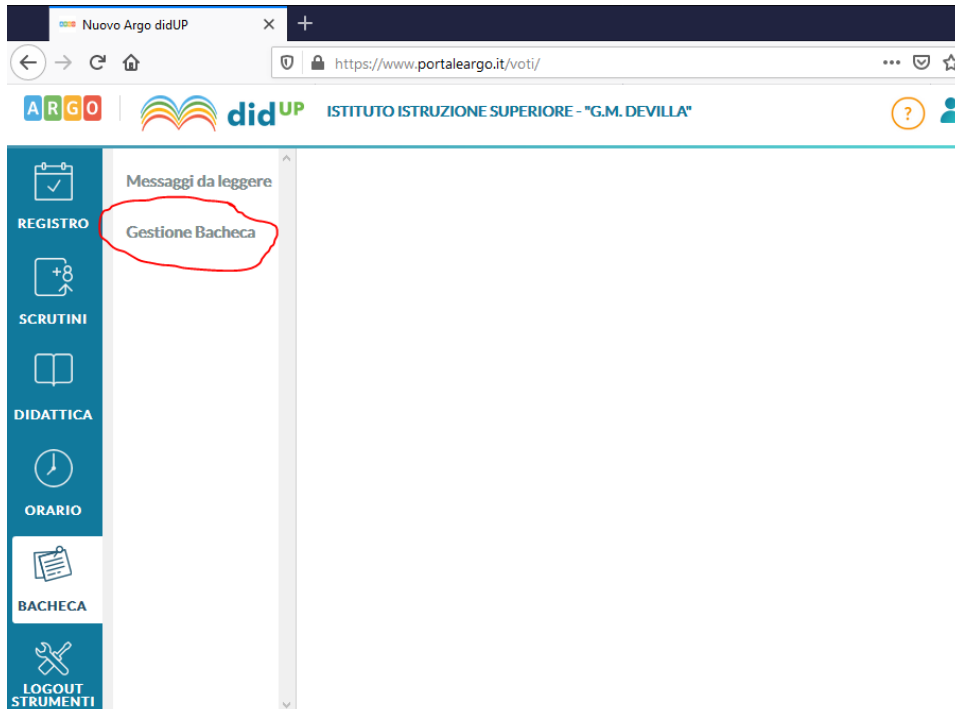 Nuovo Argo didUP
https://www.portaleargo.it/voti/
ARGO didUP ISTITUTO ISTRUZIONE SUPERIORE - "G.M. DEVILLA" ?
REGISTRO
Messaggi da leggere
Gestione Bacheca
+8
SCRUTINI
DIDATTICA
ORARIO
BACHECA
LOGOUT
STRUMENTI